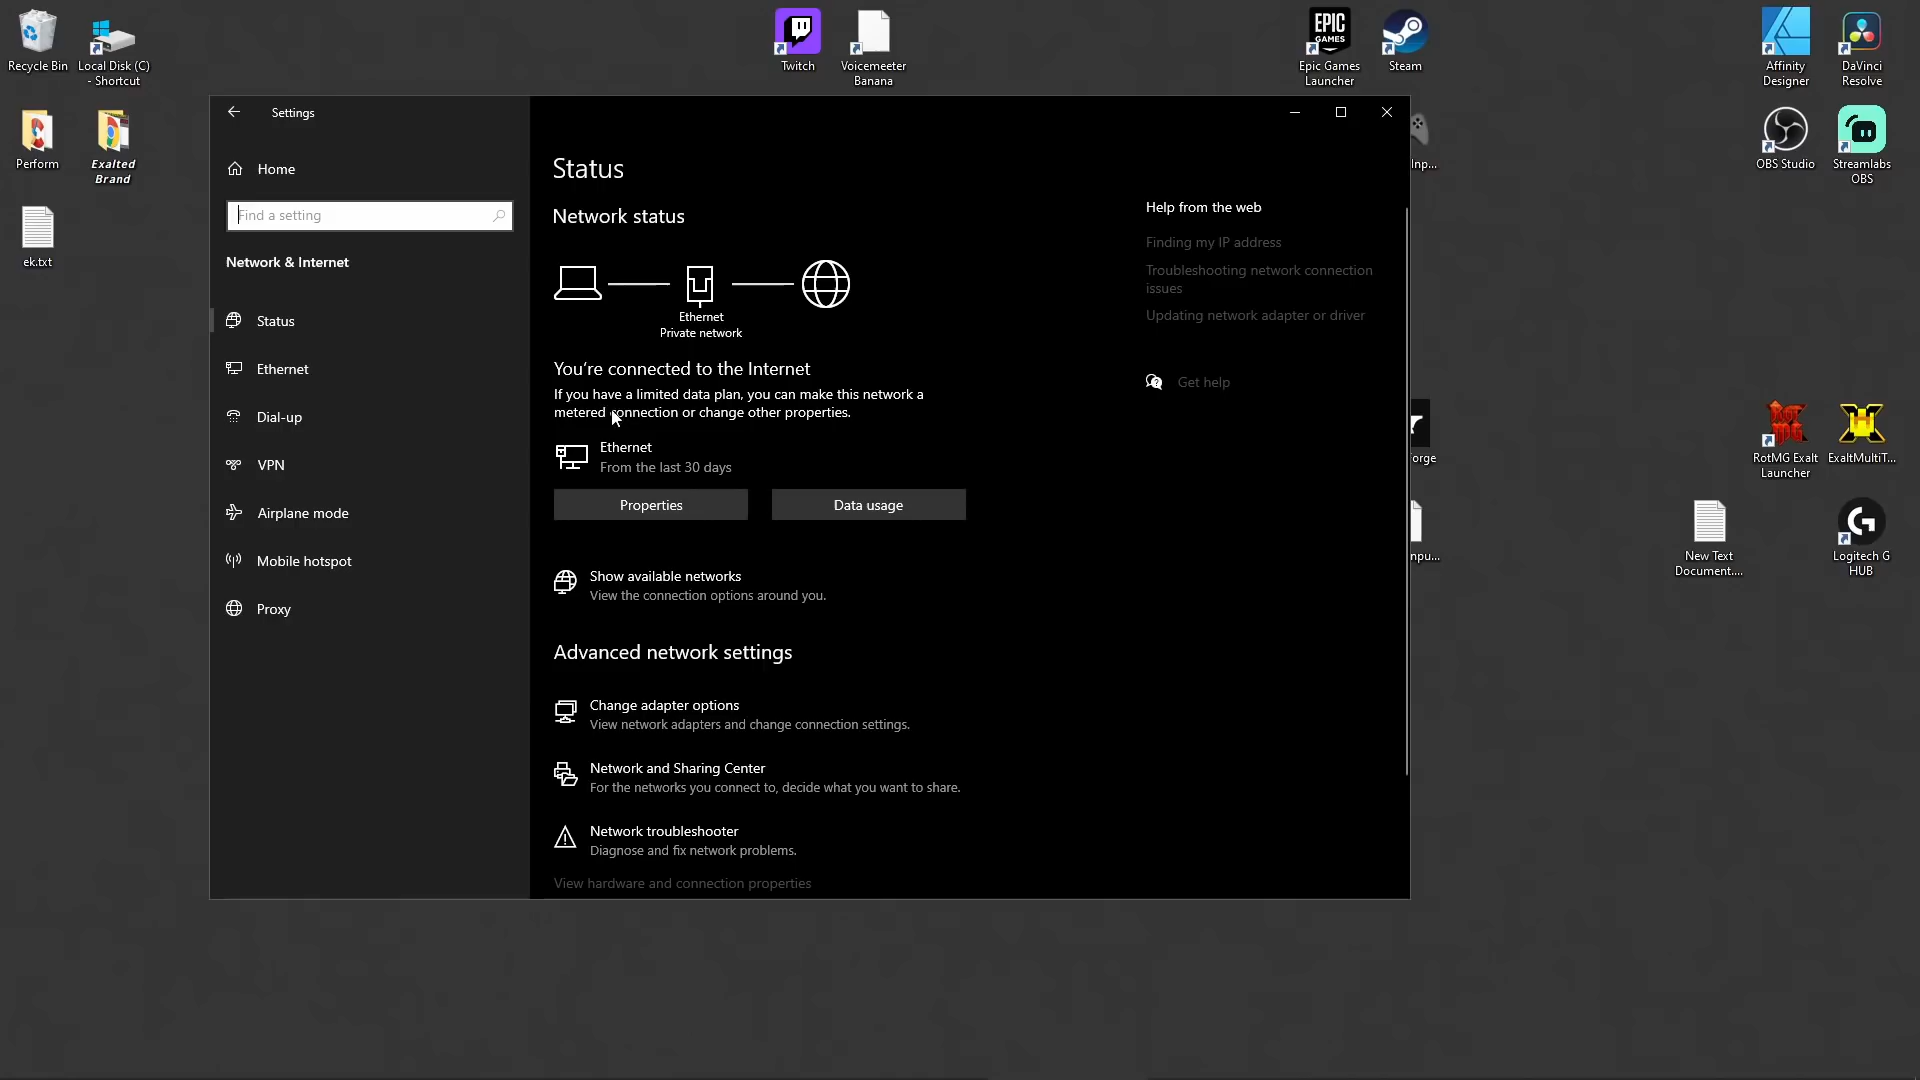 Recycle Bin
Local Disk (C)
- Shortcut
Twitch
Voicemeeter
Banana
EPIC
GAMES
Epic Games
Launcher
Steam
Affinity
Designer
DaVinci
Resolve
Perform
Exalted
Brand
Inp...
OBS Studio
Streamlabs
OBS
ek.txt
orge
RotMG Exalt
Launcher
ExaltMultiT...
npu...
New Text
Document....
Logitech G
HUB
Settings
Home
Find a setting
Network & Internet
Status
Ethernet
Dial-up
VPN
Airplane mode
Mobile hotspot
Proxy
Status
Network status
Ethernet
Private network
You're connected to the Internet
If you have a limited data plan, you can make this network a
metered connection or change other properties.
Ethernet
From the last 30 days
Properties
Data usage
Show available networks
View the connection options around you.
Advanced network settings
Change adapter options
View network adapters and change connection settings.
Network and Sharing Center
For the networks you connect to, decide what you want to share.
Network troubleshooter
Diagnose and fix network problems.
View hardware and connection properties
Help from the web
Finding my IP address
Troubleshooting network connection
issues
Updating network adapter or driver
Get help